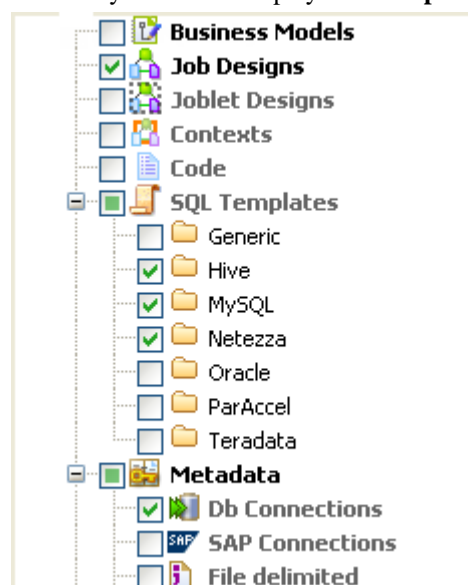 Business Models
Job Designs
Joblet Designs
Contexts
Code
SQL Templates
Generic
Hive
MySQL
Netezza
Oracle
ParAccel
Teradata
Metadata
Db Connections
SAP SAP Connections
File delimited